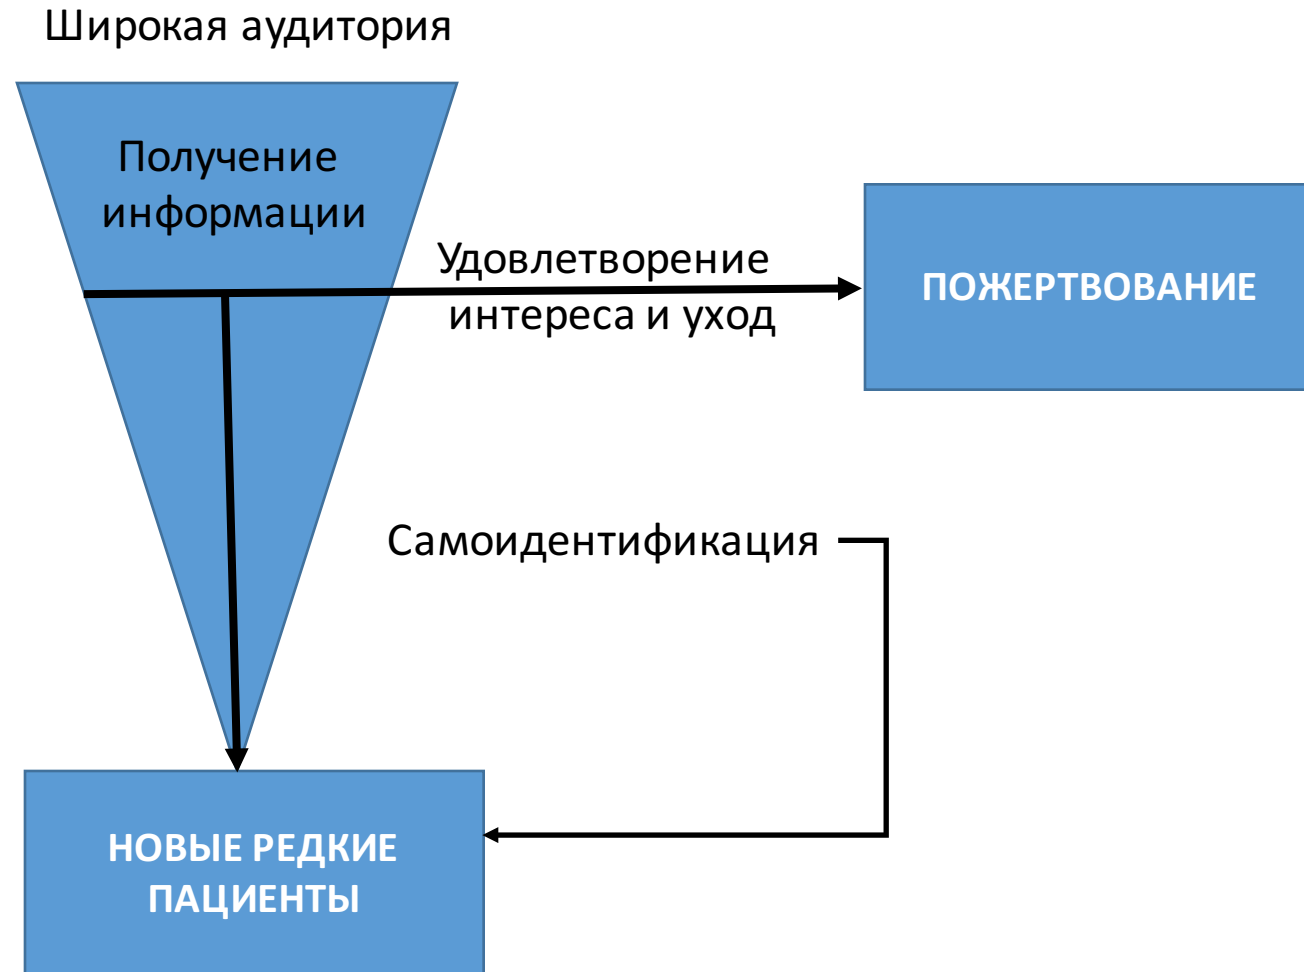 Широкая аудитория
Получение
информации
Удовлетворение
интереса и уход
ПОЖЕРТВОВАНИЕ
Самоидентификация
НОВЫЕ РЕДКИЕ
ПАЦИЕНТЫ